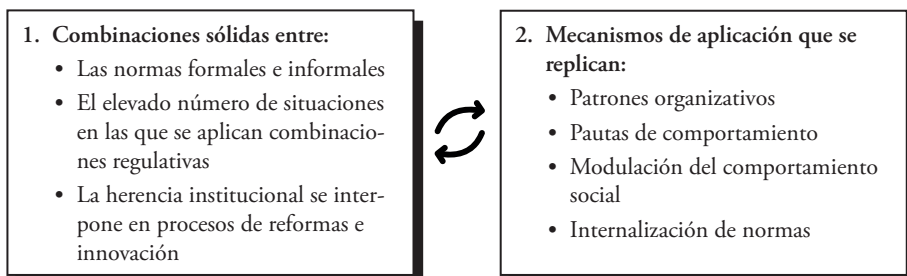 1. Combinaciones sólidas entre:
• Las normas formales e informales
• El elevado número de situaciones
en las que se aplican combinacio-
nes regulativas
• La herencia institucional se inter-
pone en procesos de reformas e
innovación
2. Mecanismos de aplicación que se
replican:
• Patrones organizativos
• Pautas de comportamiento
• Modulación del comportamiento
social
• Internalización de normas